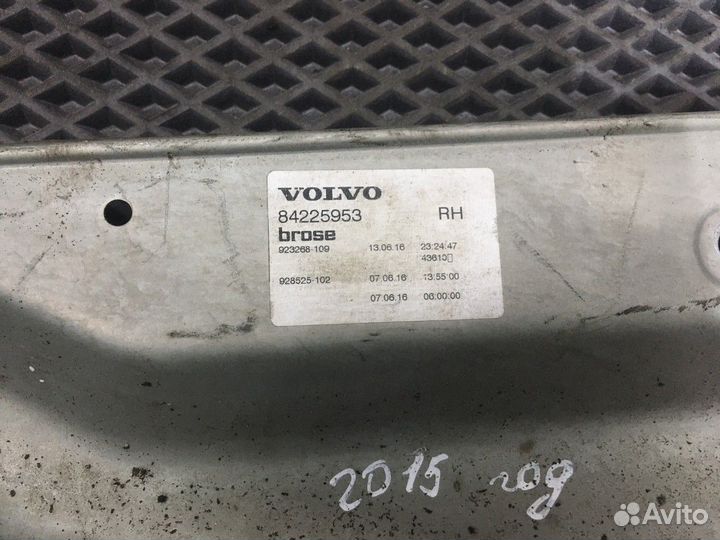 VOLVO
84225953 RH
brose
923268-109 13.06.16 23:24:47
43610
928525-102 07.06.16 13:55:00
07.06.16 06:00:00
2015 год
Avito